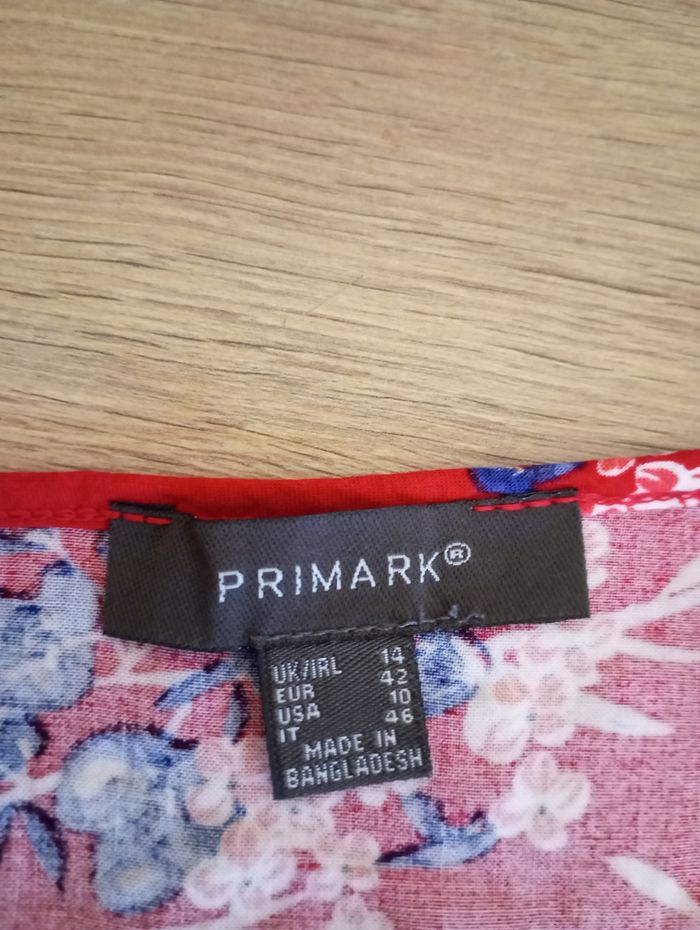 PRIMARK®
UK/IRL 14
EUR 42
USA 10
IT 46
MADE IN
BANGLADESH